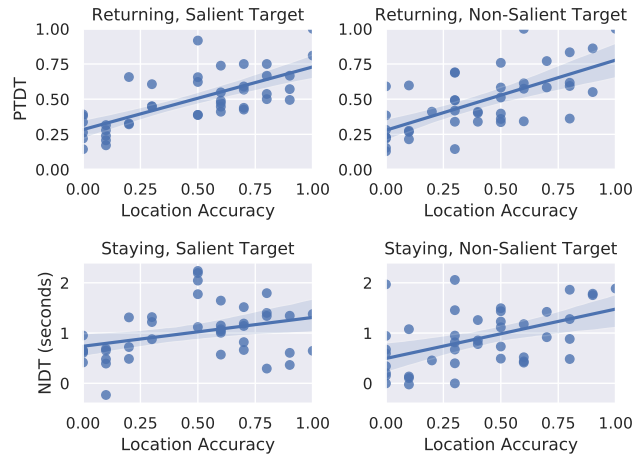 Returning, Salient Target
Returning, Non-Salient Target
PTDT
1.00
0.75
0.50
0.25
0.00
1.00
0.75
0.50
0.25
0.00
0.00 0.25 0.50 0.75 1.00
0.00 0.25 0.50 0.75 1.00
Location Accuracy
Location Accuracy
Staying, Salient Target
Staying, Non-Salient Target
NDT (seconds)
2
1
0
2
1
0
0.00 0.25 0.50 0.75 1.00
0.00 0.25 0.50 0.75 1.00
Location Accuracy
Location Accuracy